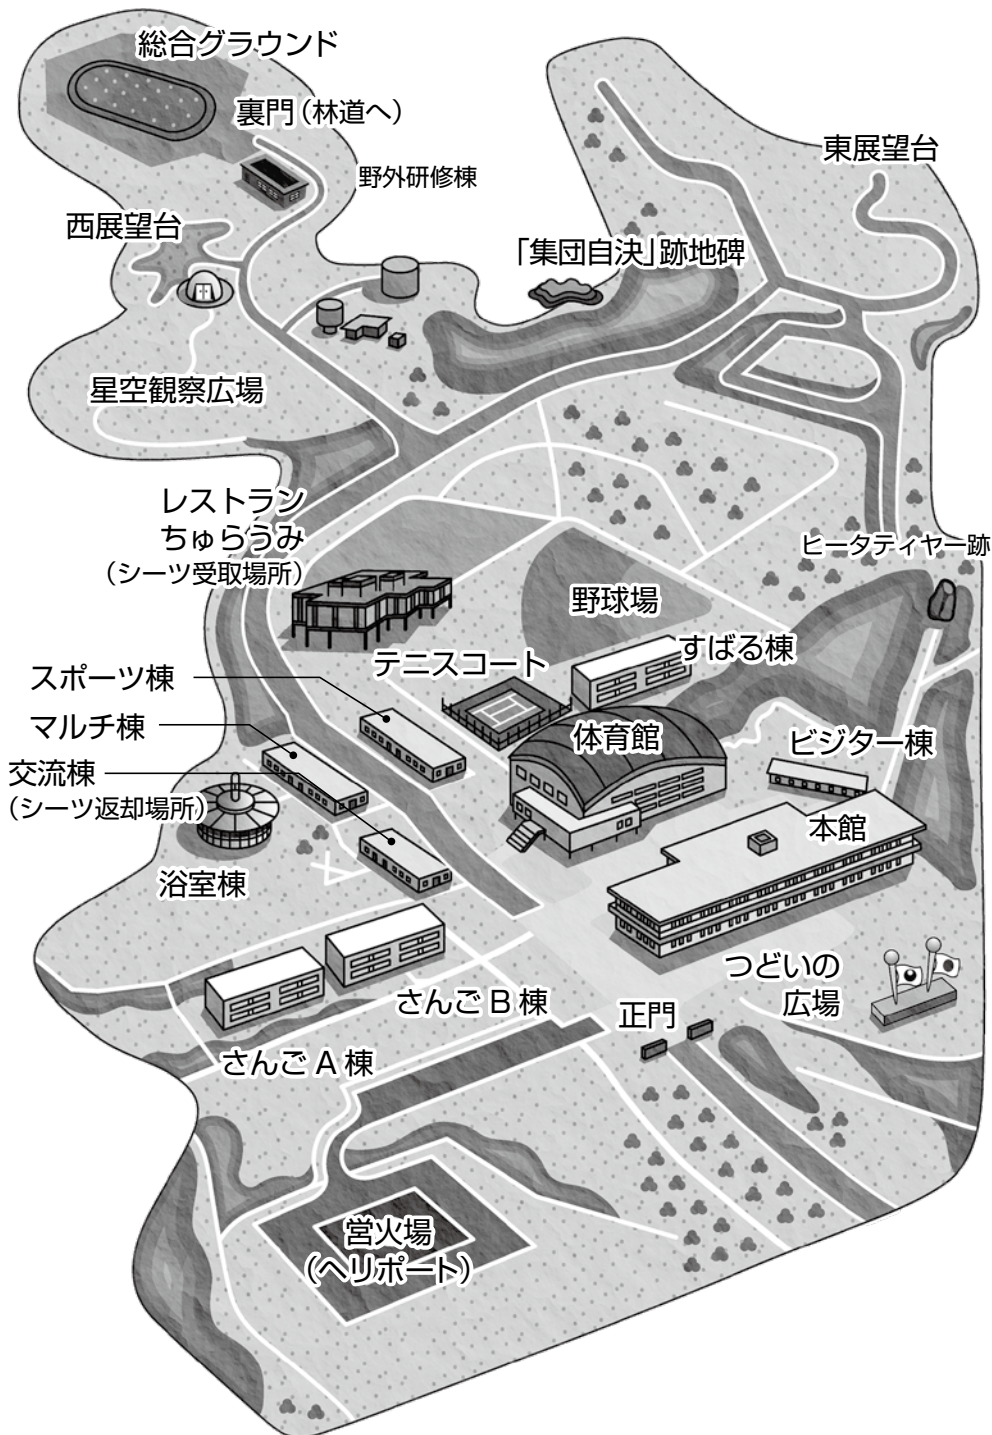 総合グラウンド
裏門(林道へ)
野外研修棟
東展望台
西展望台
「集団自決」跡地碑
星空観察広場
レストラン
ちゅらうみ
(シーツ受取場所)
ヒータティヤー跡
野球場
すばる棟
テニスコート
スポーツ棟
マルチ棟
交流棟
(シーツ返却場所)
体育館
ビジター棟
本館
浴室棟
つどいの
広場
さんごB棟
正門
さんごA棟
営火場
(ヘリポート)